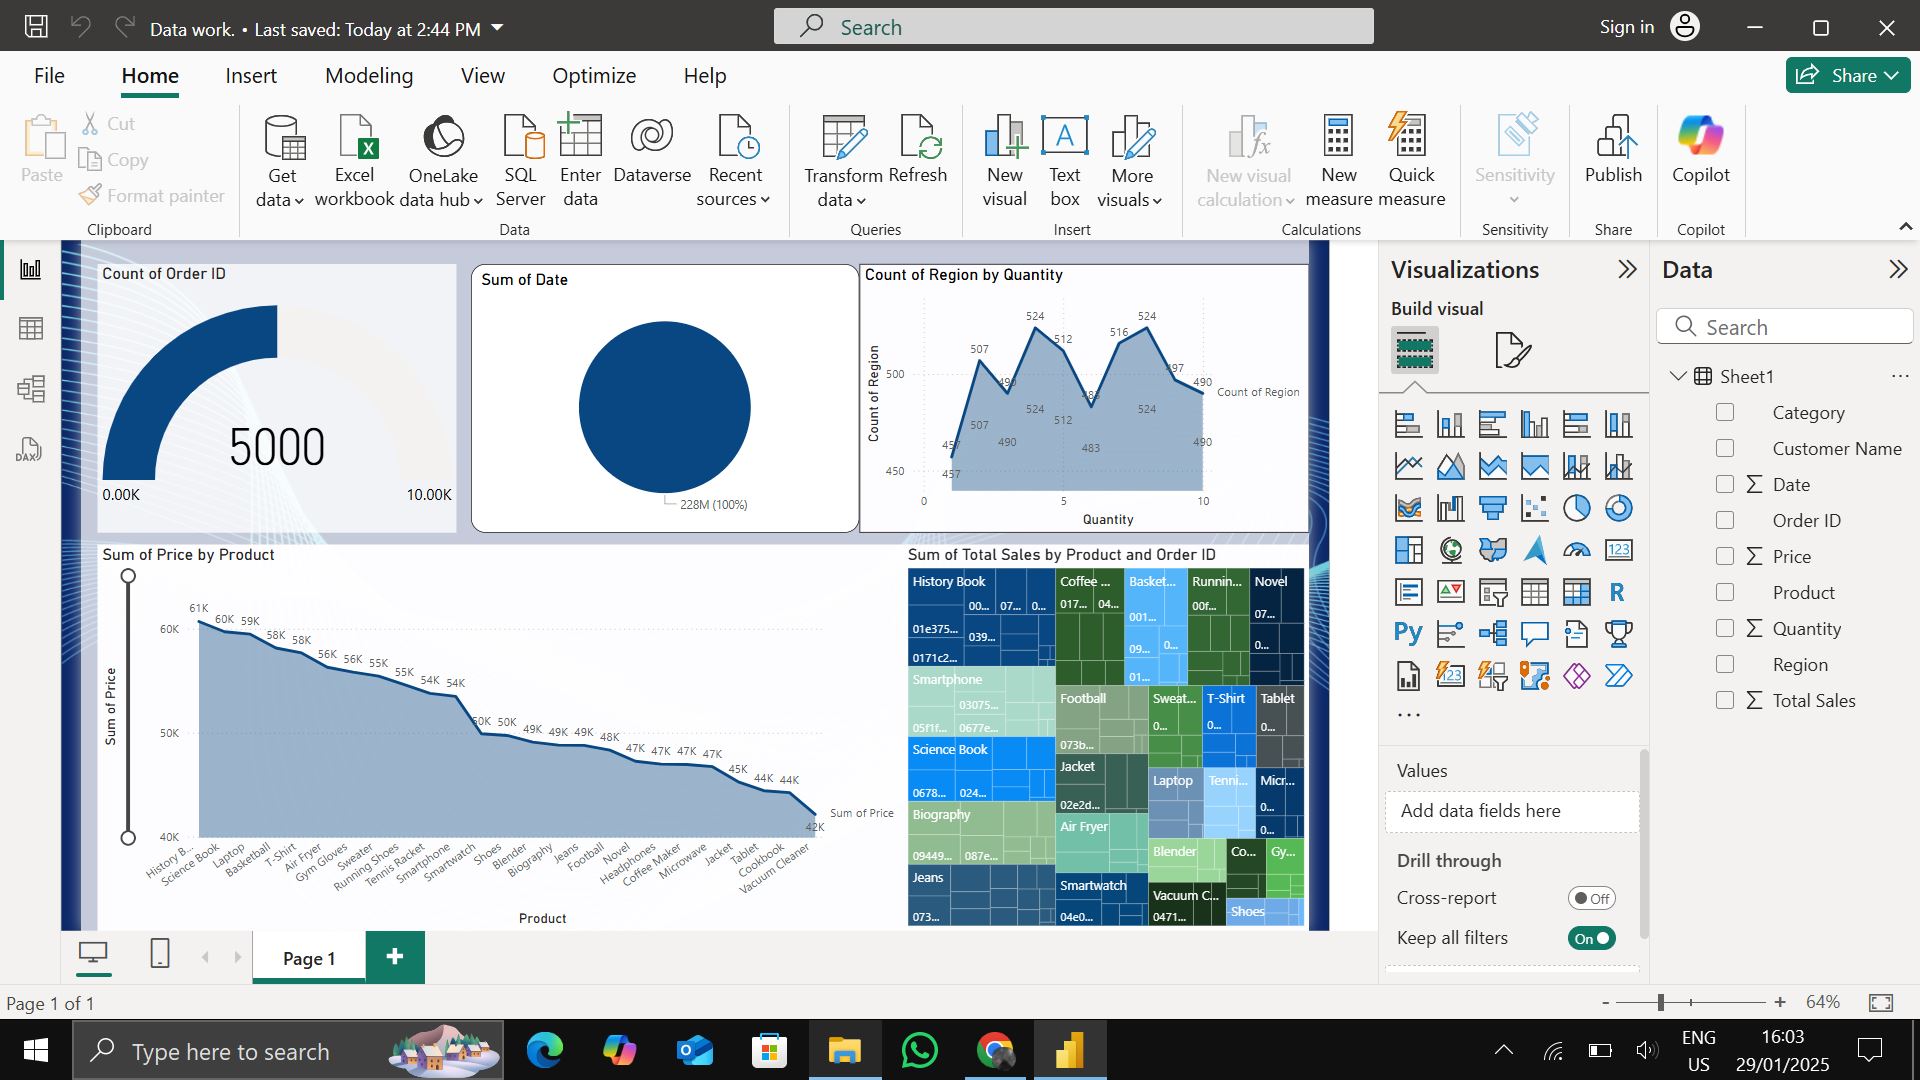 Data work. • Last saved: Today at 2:44 PM
Search
Sign in
File
Home
Insert
Modeling
View
Optimize
Help
Share
Paste
Cut
Copy
Format painter
Clipboard
Get data
Excel workbook
OneLake data hub
SQL Server
Enter data
Dataverse
Recent sources
Data
Transform data
Refresh
Queries
New visual
Text box
More visuals
Insert
New visual calculation
New measure
Quick measure
Calculations
Sensitivity
Sensitivity
Publish
Share
Copilot
Copilot
Count of Order ID
5000
0.00K
10.00K
Sum of Date
228M (100%)
Count of Region by Quantity
Count of Region
500
450
457
507
490
524
512
483
516
524
497
490
457
507
490
524
512
483
524
490
Count of Region
0
5
10
Quantity
Sum of Price by Product
Sum of Price
60K
50K
40K
61K
60K
59K
58K
58K
56K
56K
55K
55K
54K
54K
50K
50K
49K
49K
49K
48K
47K
47K
47K
47K
45K
44K
44K
42K
Sum of Price
History B...
Science Book
Laptop
Basketball
T-Shirt
Air Fryer
Gym Gloves
Sweater
Running Shoes
Tennis Racket
Smartphone
Smartwatch
Shoes
Blender
Biography
Jeans
Football
Novel
Headphones
Coffee Maker
Microwave
Jacket
Tablet
Cookbook
Vacuum Cleaner
Product
Sum of Total Sales by Product and Order ID
History Book
00...
07...
0...
01e375...
039...
0171c2...
Smartphone
03075...
05f1f...
0677e...
Science Book
0678...
024...
Biography
09449...
087e...
Jeans
073...
Coffee ...
017...
04...
Basket...
001...
09...
0...
01...
Runnin...
00f...
Novel
07...
0...
Football
073b...
Sweat...
0...
T-Shirt
0...
Tablet
0...
Jacket
02e2d...
Laptop
Tenni...
Micr...
0...
0...
Air Fryer
Blender
Co...
Gy...
Smartwatch
04e0...
Vacuum C...
0471...
Shoes
Visualizations
Build visual
123
R
Py
123
Values
Add data fields here
Drill through
Cross-report
Off
Keep all filters
On
Data
Search
Sheet1
Category
Customer Name
Date
Order ID
Price
Product
Quantity
Region
Total Sales
DAX
Page 1
Page 1 of 1
64%
Type here to search
ENG
US
16:03
29/01/2025